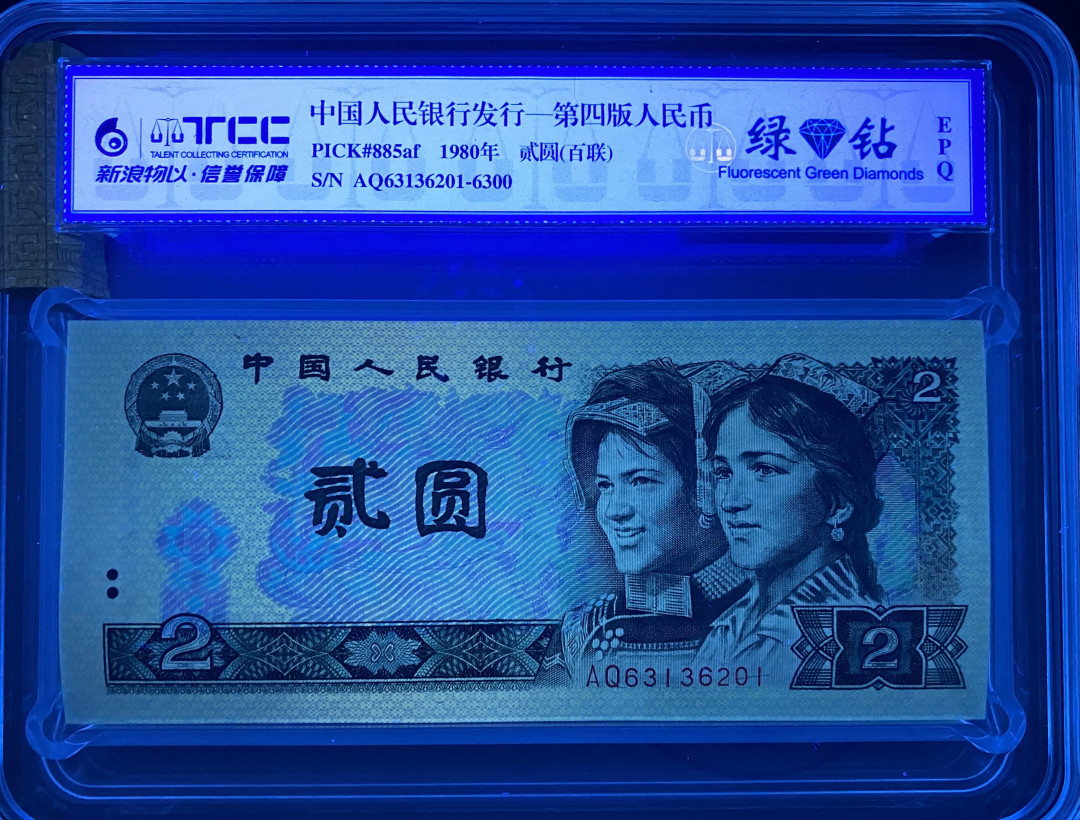 TCC
TALENT COLLECTING CERTIFICATION
新浪物以·信誉保障
中国人民银行发行—第四版人民币
PICK#885af 1980年 贰圆(百联)
S/N AQ63136201-6300
绿钻
Fluorescent Green Diamonds
EPQ
中国人民银行
2
贰圆
2
2
AQ63136201